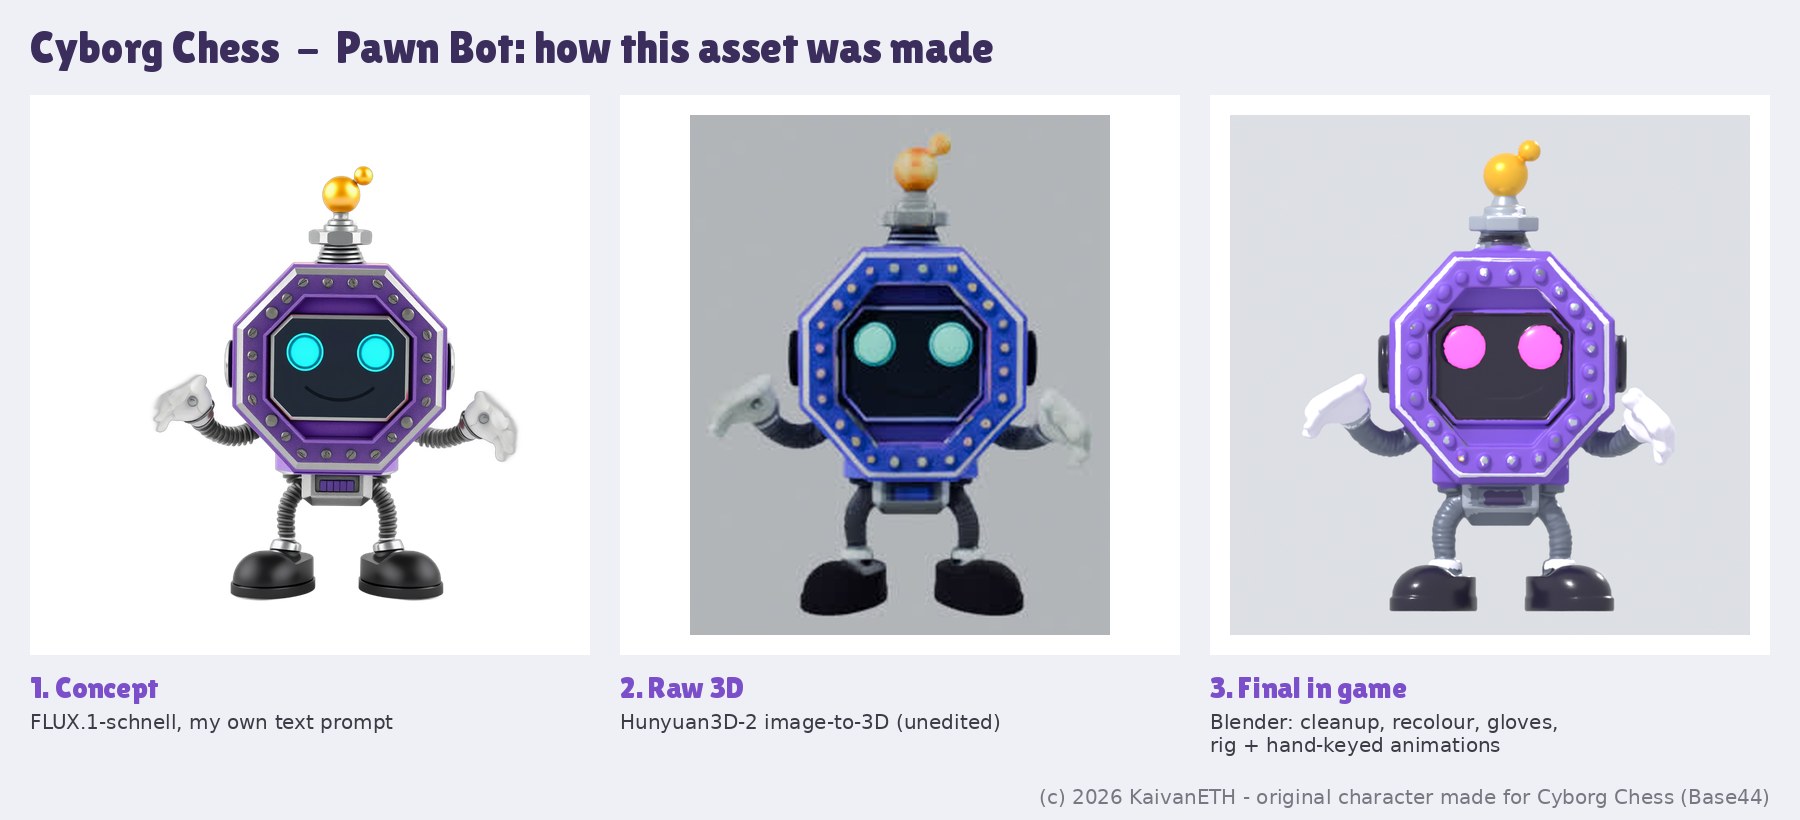 Cyborg Chess – Pawn Bot: how this asset was made
1. Concept
FLUX.1-schnell, my own text prompt
2. Raw 3D
Hunyuan3D-2 image-to-3D (unedited)
3. Final in game
Blender: cleanup, recolour, gloves,
rig + hand-keyed animations
(c) 2026 KaivanETH - original character made for Cyborg Chess (Base44)